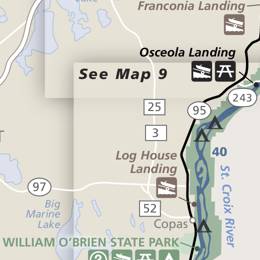 Lake
Franconia Landing
Osceola Landing
See Map 9
243
25
95
3
40
Log House
Landing
97
52
Big
Marine
Lake
Copas
St. Croix River
WILLIAM O'BRIEN STATE PARK
?